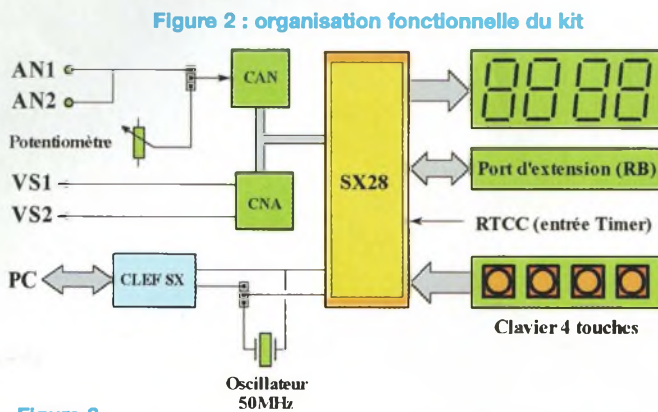 Figure 2 : organisation fonctionnelle du kit
AN1
AN2
Potentiomètre
CAN
VS1
VS2
CNA
SX28
Port d'extension (RB)
RTCC (entrée Timer)
PC
CLEF SX
Clavier 4 touches
Oscillateur
50MHz